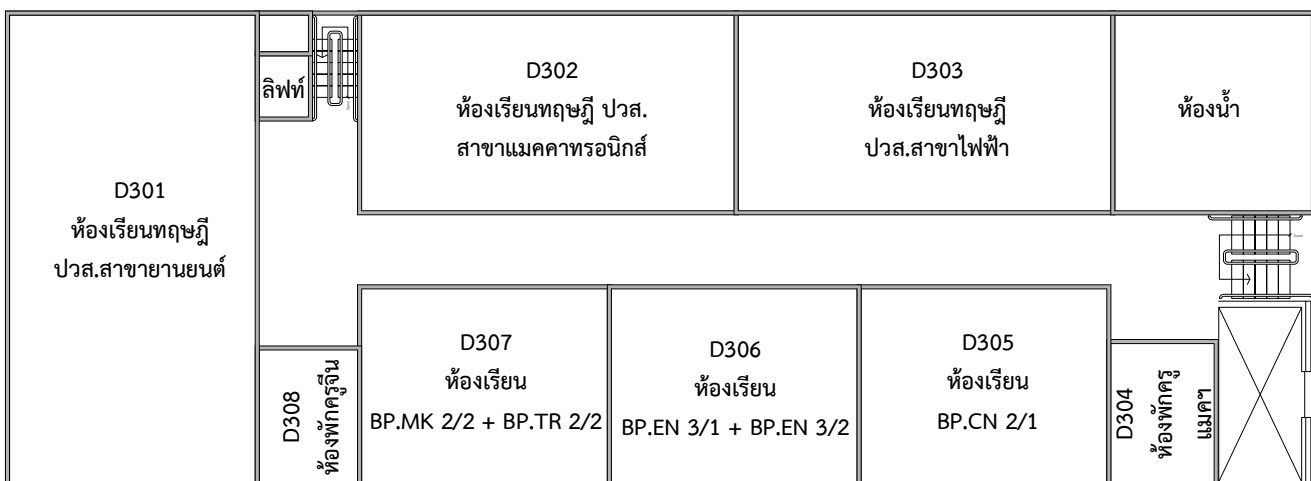 D301
ห้องเรียนทฤษฎี
ปวส.สาขายานยนต์
ลิฟท์
D302
ห้องเรียนทฤษฎี ปวส.
สาขาแมคคาทรอนิกส์
D303
ห้องเรียนทฤษฎี
ปวส.สาขาไฟฟ้า
ห้องน้ำ
D308
ห้องพักครูจีน
D307
ห้องเรียน
BP.MK 2/2 + BP.TR 2/2
D306
ห้องเรียน
BP.EN 3/1 + BP.EN 3/2
D305
ห้องเรียน
BP.CN 2/1
D304
ห้องพักครู
แมคฯ